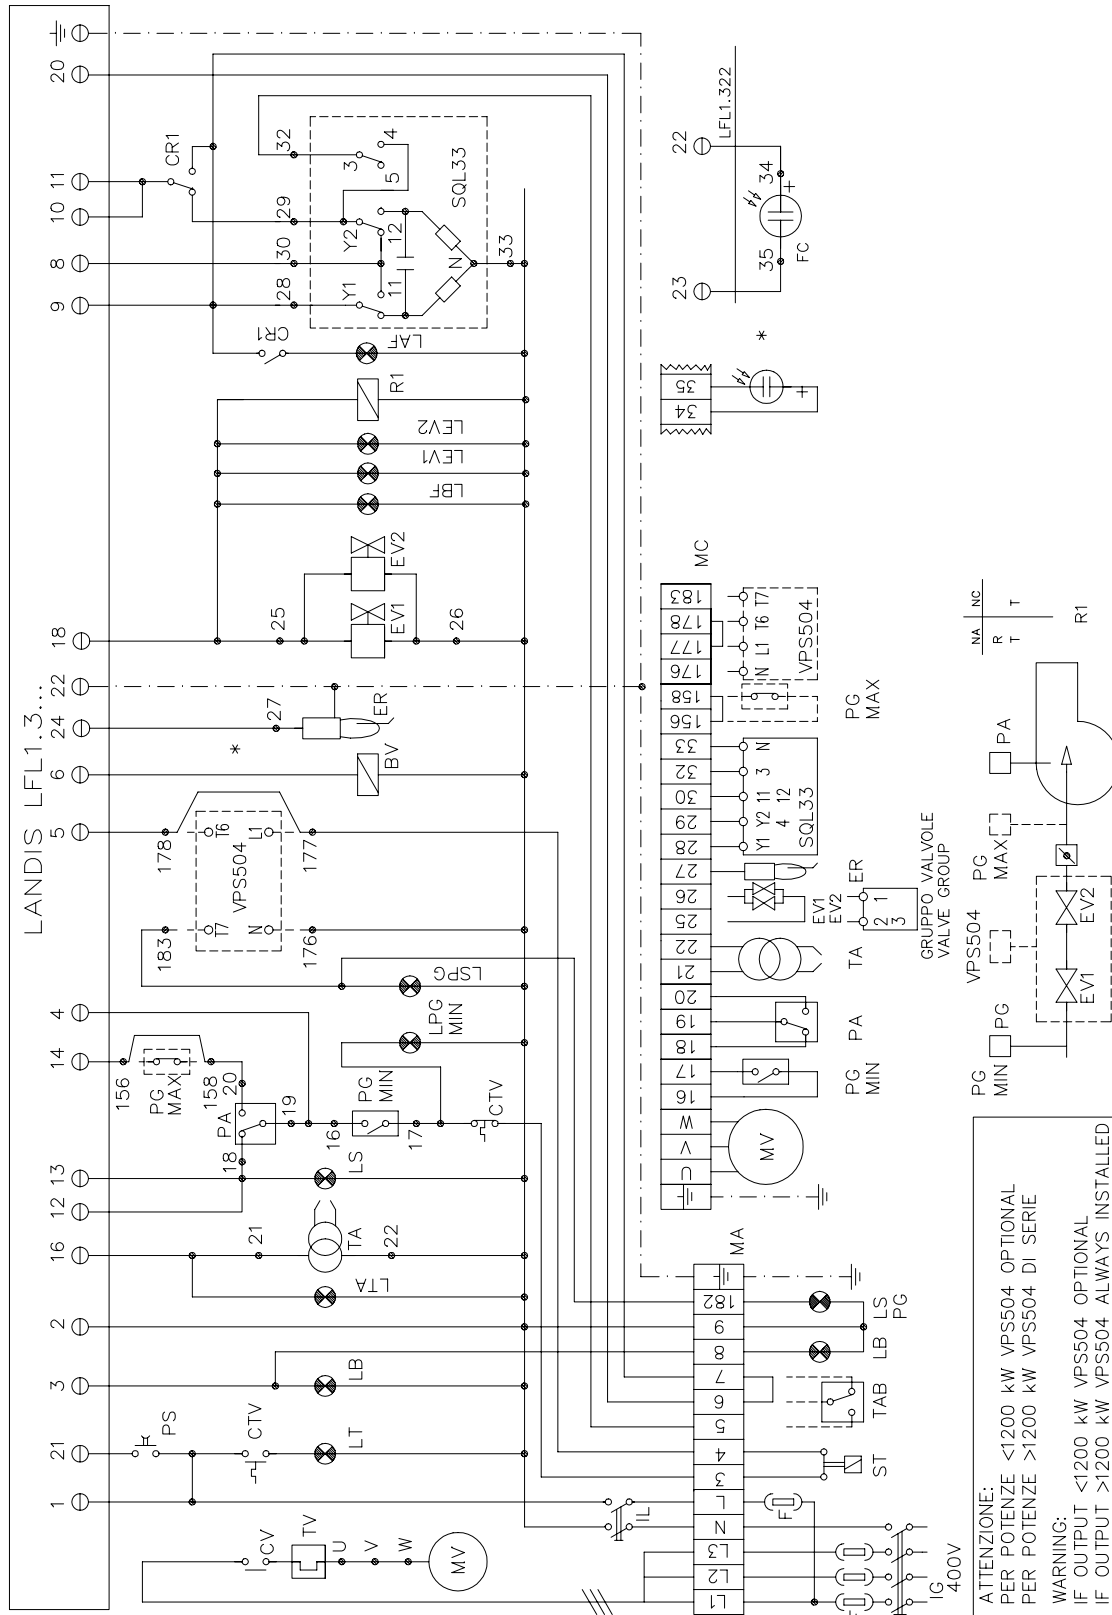 LANDIS LFL1.3...
1
21
3
2
16
12
13
14
4
5
6
24
22
18
9
8
10
11
20
PS
CTV
LT
LB
LTA
21
TA
22
LS
18
PA
156
PG
MAX
158
20
19
16
PG
MIN
17
CTV
LPG
MIN
LSPG
183
178
T7
T6
VPS504
N
L1
176
177
*
BV
27
ER
25
EV1
EV2
26
LBF
LEV1
LEV2
R1
CR1
LAF
CR1
28
30
29
32
Y1
Y2
3
4
5
11
12
N
SQL33
33
CV
TV
U
V
W
MV
IL
MA
L1
L2
L3
N
L
3
4
5
6
7
8
9
182
F
F
IG
400V
ST
TAB
LB
LS
PG
MC
U
V
W
16
17
18
19
20
21
22
25
26
27
28
29
30
32
33
156
158
176
177
178
183
MV
PG
MIN
PA
TA
EV1
EV2
ER
2 1
3
GRUPPO VALVOLE
VALVE GROUP
Y1 Y2 11 3 N
4 12
SQL33
PG
MAX
N L1 T6 T7
VPS504
34
35
+
*
23
22
LFL1.322
35
34
+
FC
PG
MIN
PG
VPS504
PG
MAX
PA
EV1
EV2
NA NC
R
T T
R1
ATTENZIONE:
PER POTENZE <1200 kW VPS504 OPTIONAL
PER POTENZE >1200 kW VPS504 DI SERIE
WARNING:
IF OUTPUT <1200 kW VPS504 OPTIONAL
IF OUTPUT >1200 kW VPS504 ALWAYS INSTALLED